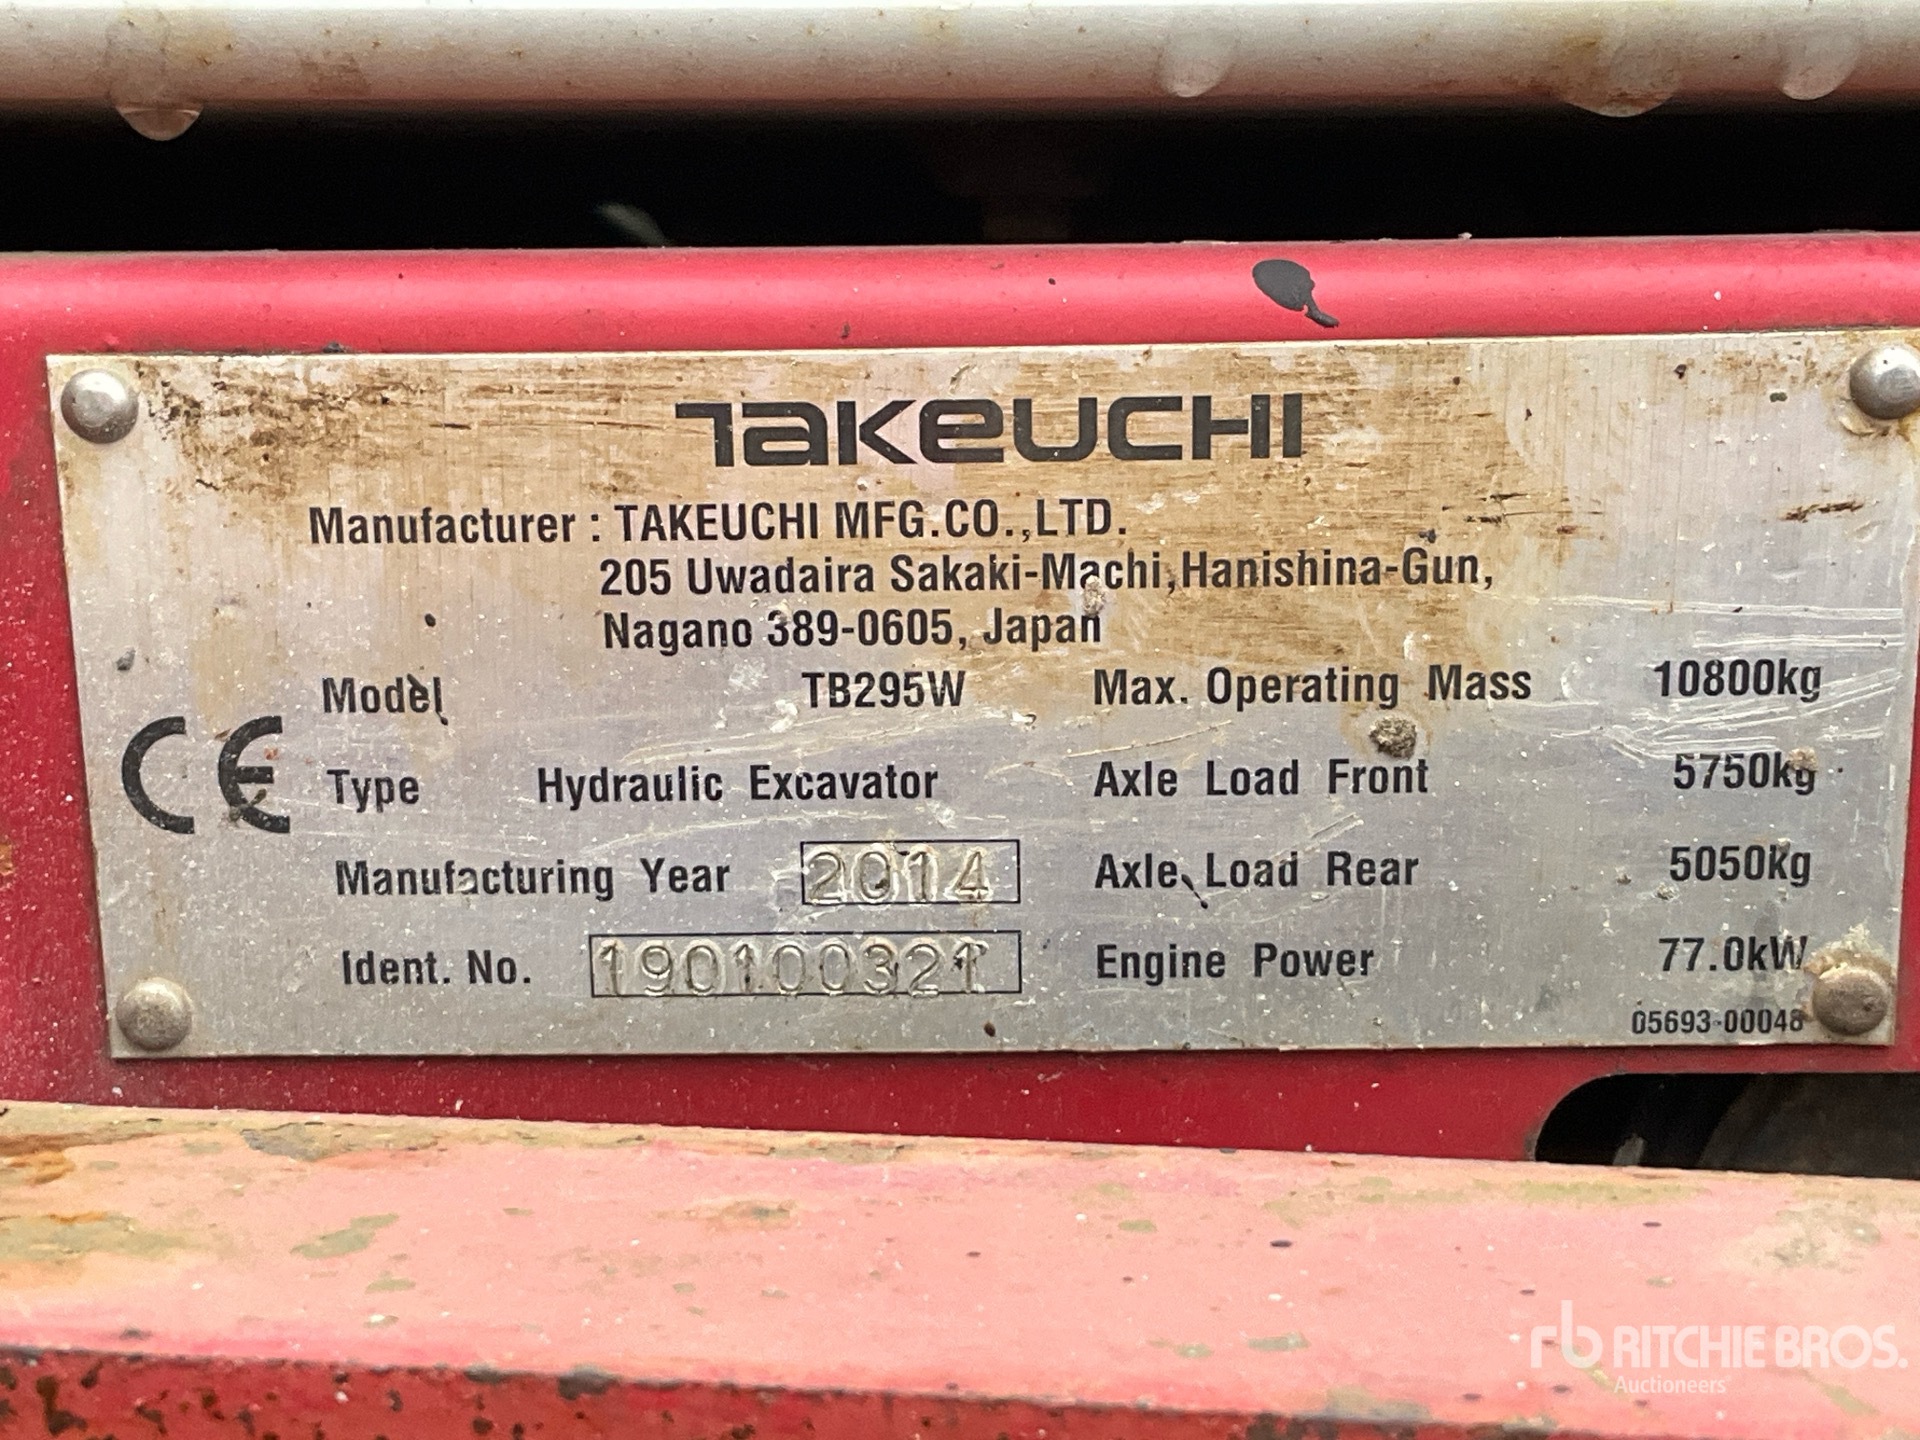 TAKEUCHI
Manufacturer : TAKEUCHI MFG.CO.,LTD.
205 Uwadaira Sakaki-Machi,Hanishina-Gun,
Nagano 389-0605, Japan
Model TB295W Max. Operating Mass 10800kg
CE Type Hydraulic Excavator Axle Load Front 5750kg
Manufacturing Year 2014 Axle Load Rear 5050kg
Ident. No. 190100321 Engine Power 77.0kW
05693-00048
rb RITCHIE BROS.
Auctioneers